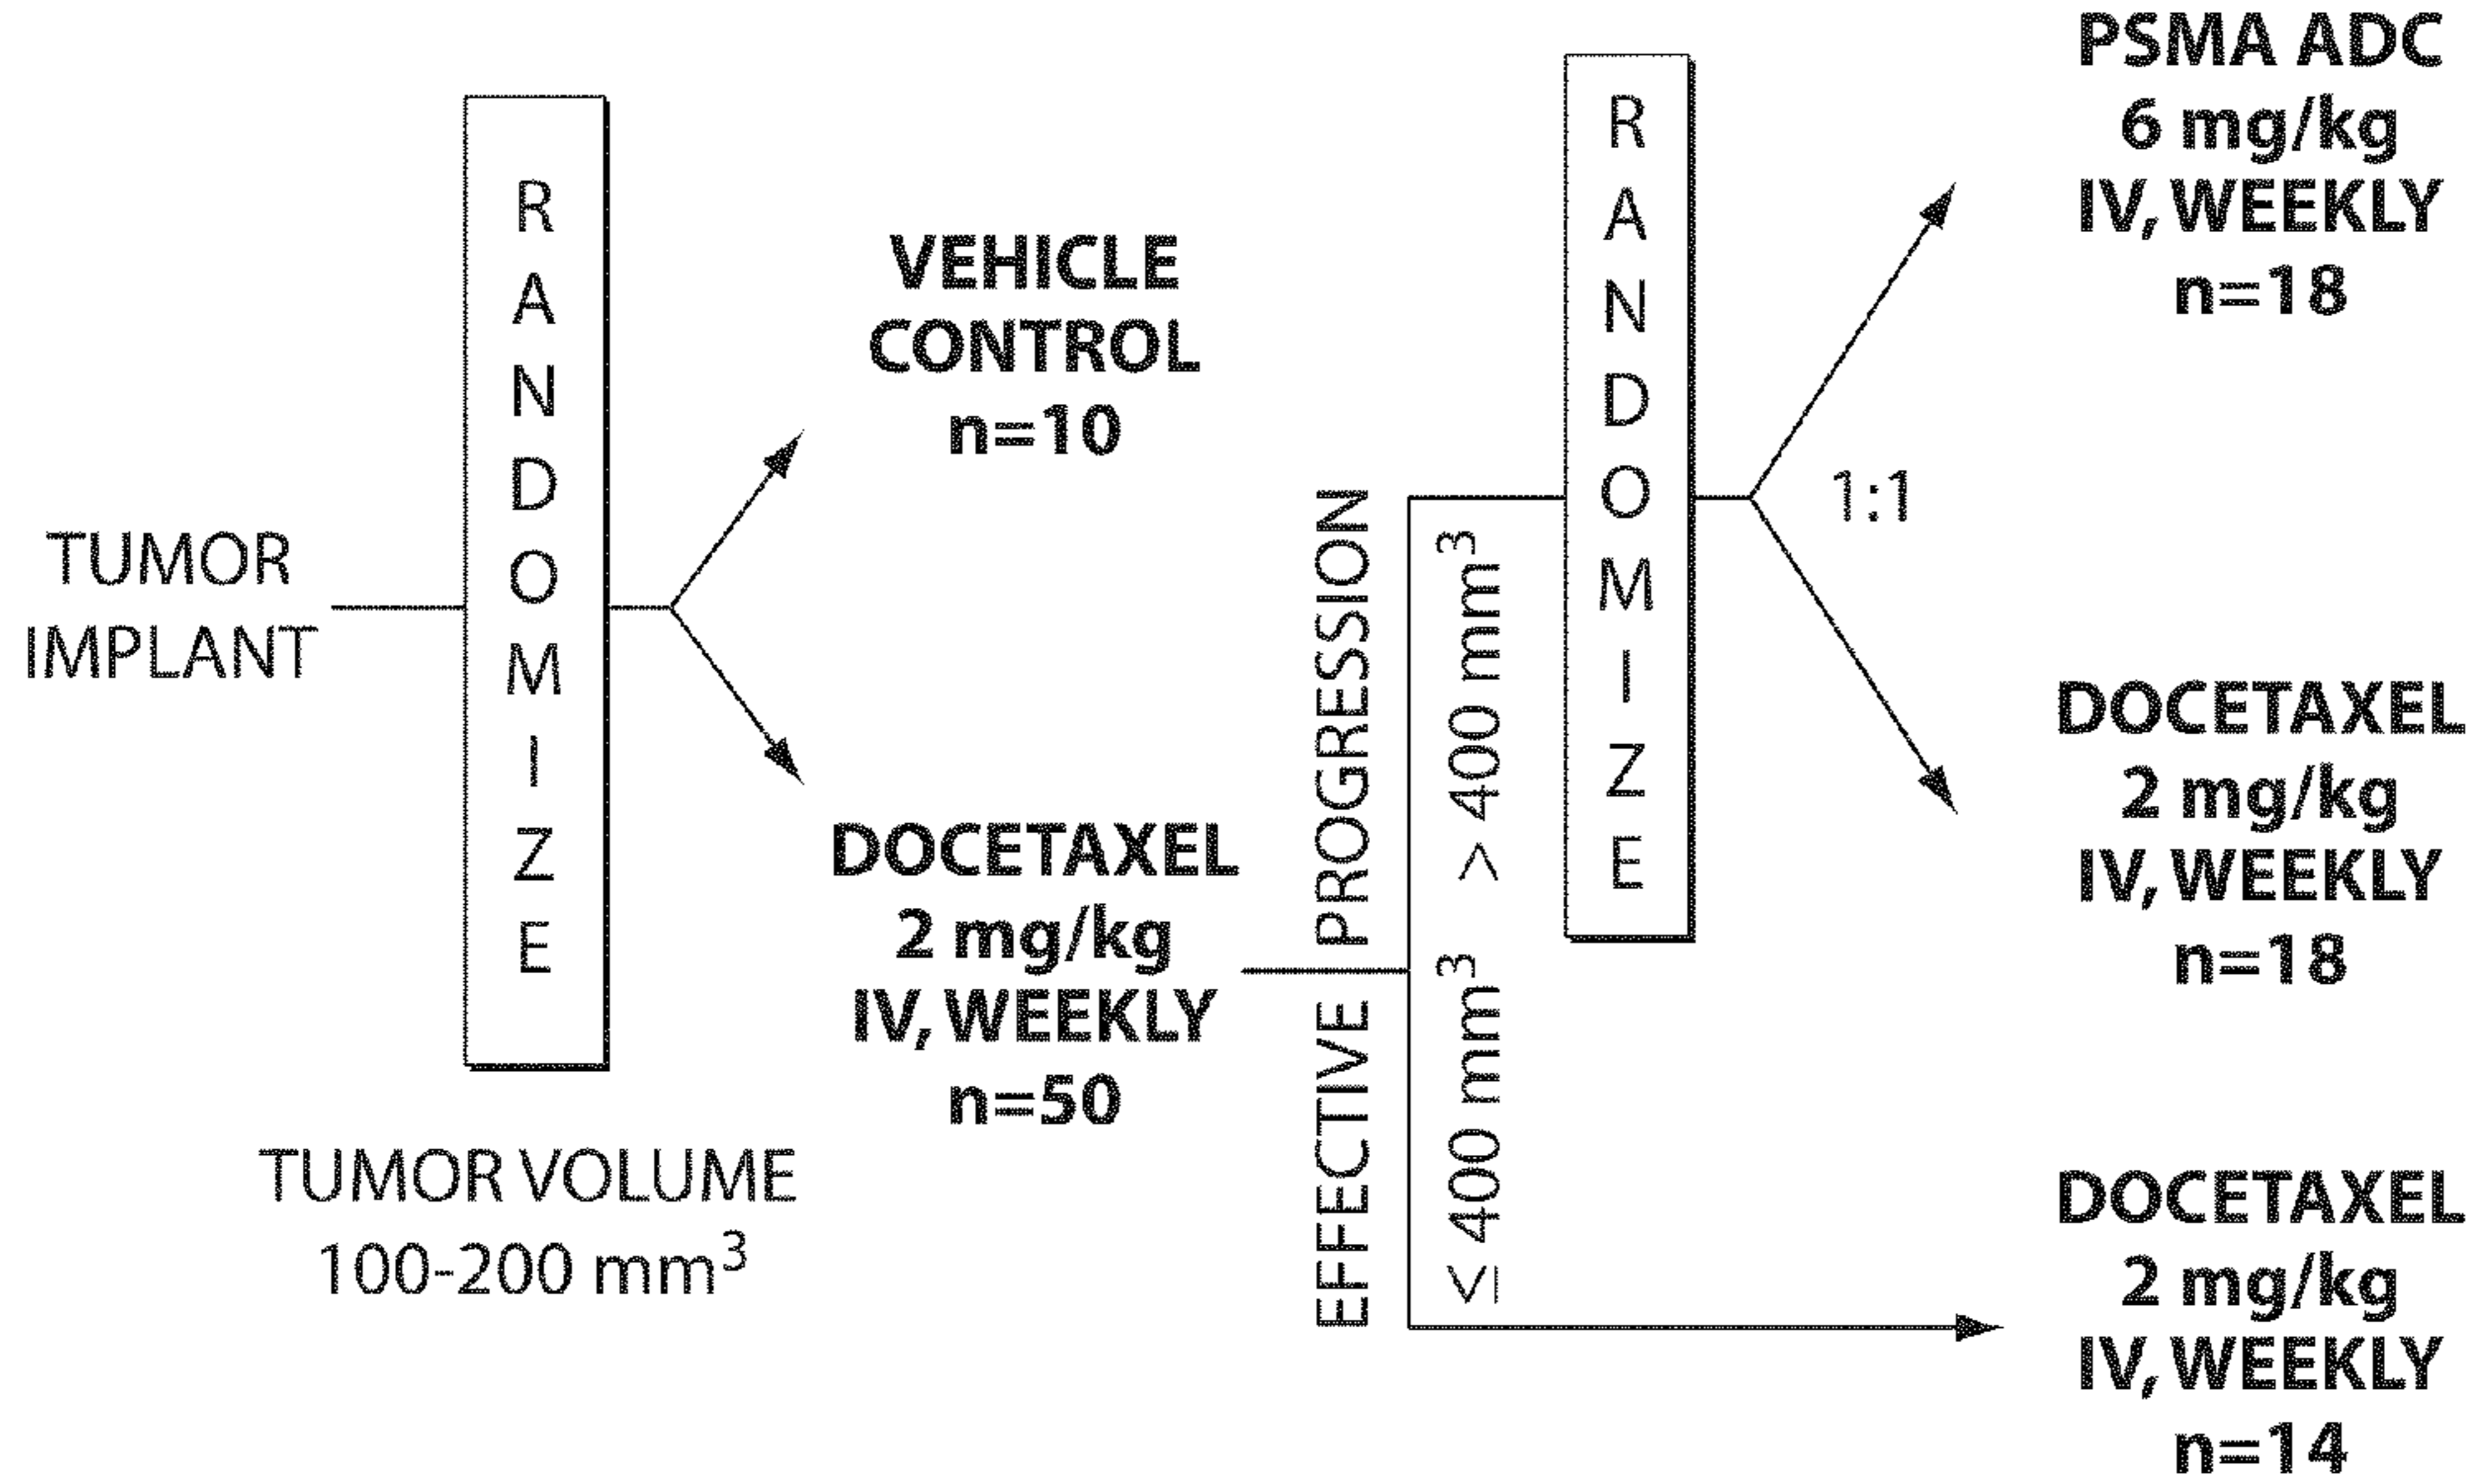 TUMOR
IMPLANT
RANDOMIZE
TUMOR VOLUME
100-200 mm³
VEHICLE
CONTROL
n=10
DOCETAXEL
2 mg/kg
IV, WEEKLY
n=50
EFFECTIVE PROGRESSION
≤ 400 mm³ > 400 mm³
RANDOMIZE
1:1
PSMA ADC
6 mg/kg
IV, WEEKLY
n=18
DOCETAXEL
2 mg/kg
IV, WEEKLY
n=18
DOCETAXEL
2 mg/kg
IV, WEEKLY
n=14